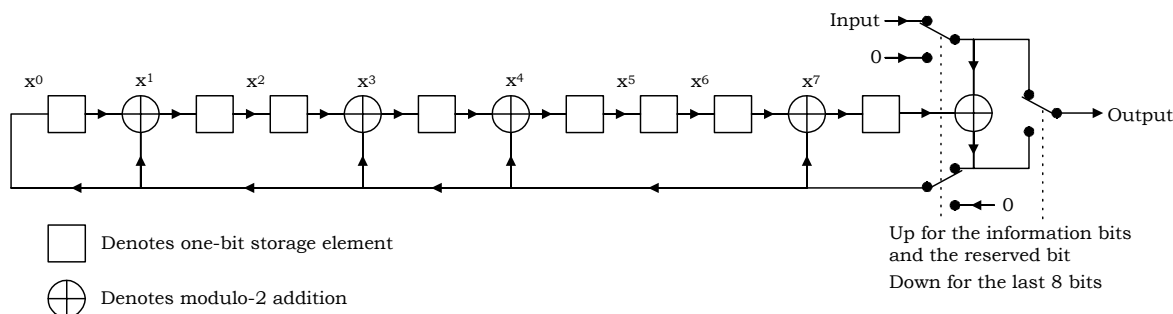 Input
0
x⁰ x¹ x² x³ x⁴ x⁵ x⁶ x⁷
Output
0
Denotes one-bit storage element
Denotes modulo-2 addition
Up for the information bits
and the reserved bit
Down for the last 8 bits